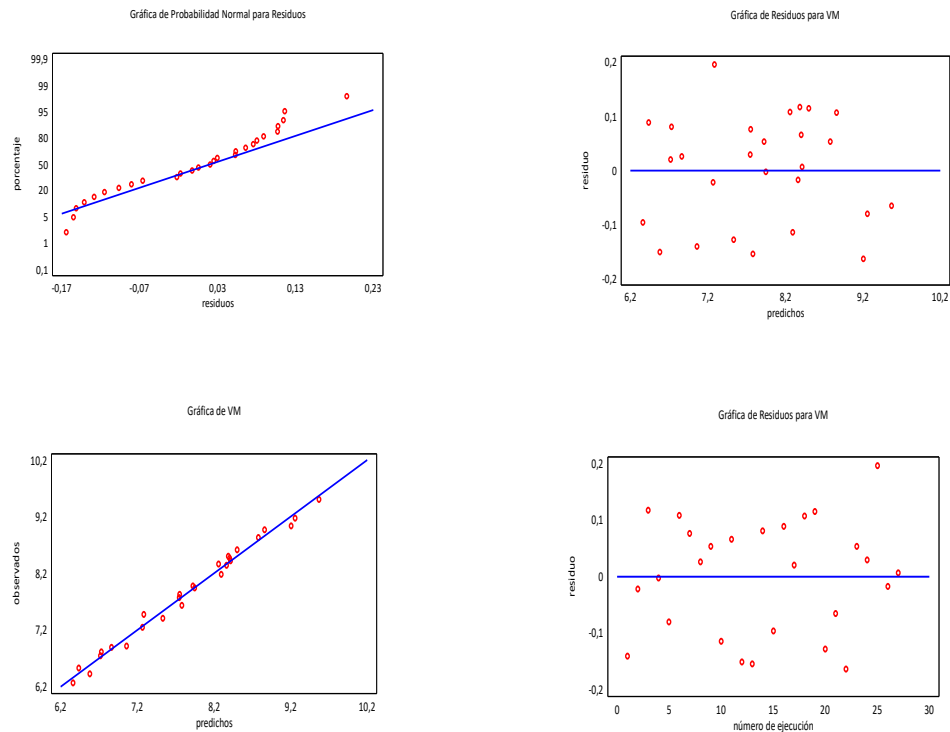 Gráfica de Probabilidad Normal para Residuos
99,9
99
95
80
50
20
5
1
0,1
porcentaje
-0,17 -0,07 0,03 0,13 0,23
residuos
Gráfica de Residuos para VM
0,2
0,1
0
-0,1
-0,2
residuo
6,2 7,2 8,2 9,2 10,2
predichos
Gráfica de VM
10,2
9,2
8,2
7,2
6,2
observados
6,2 7,2 8,2 9,2 10,2
predichos
Gráfica de Residuos para VM
0,2
0,1
0
-0,1
-0,2
residuo
0 5 10 15 20 25 30
número de ejecución